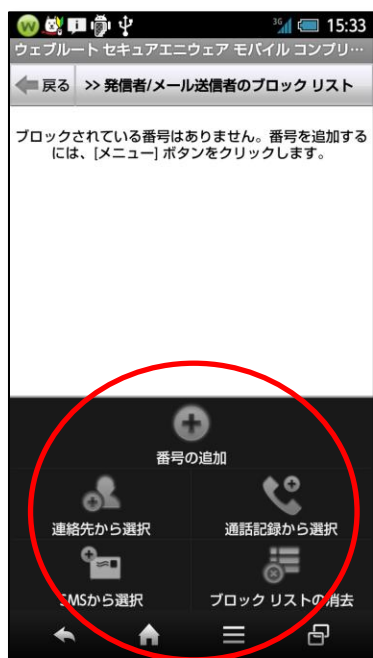 3G 15:33
ウェブルート セキュアエニウェア モバイル コンプリ…
戻る >> 発信者/メール送信者のブロック リスト
ブロックされている番号はありません。番号を追加する
には、[メニュー] ボタンをクリックします。
番号の追加
連絡先から選択 通話記録から選択
SMSから選択 ブロック リストの消去